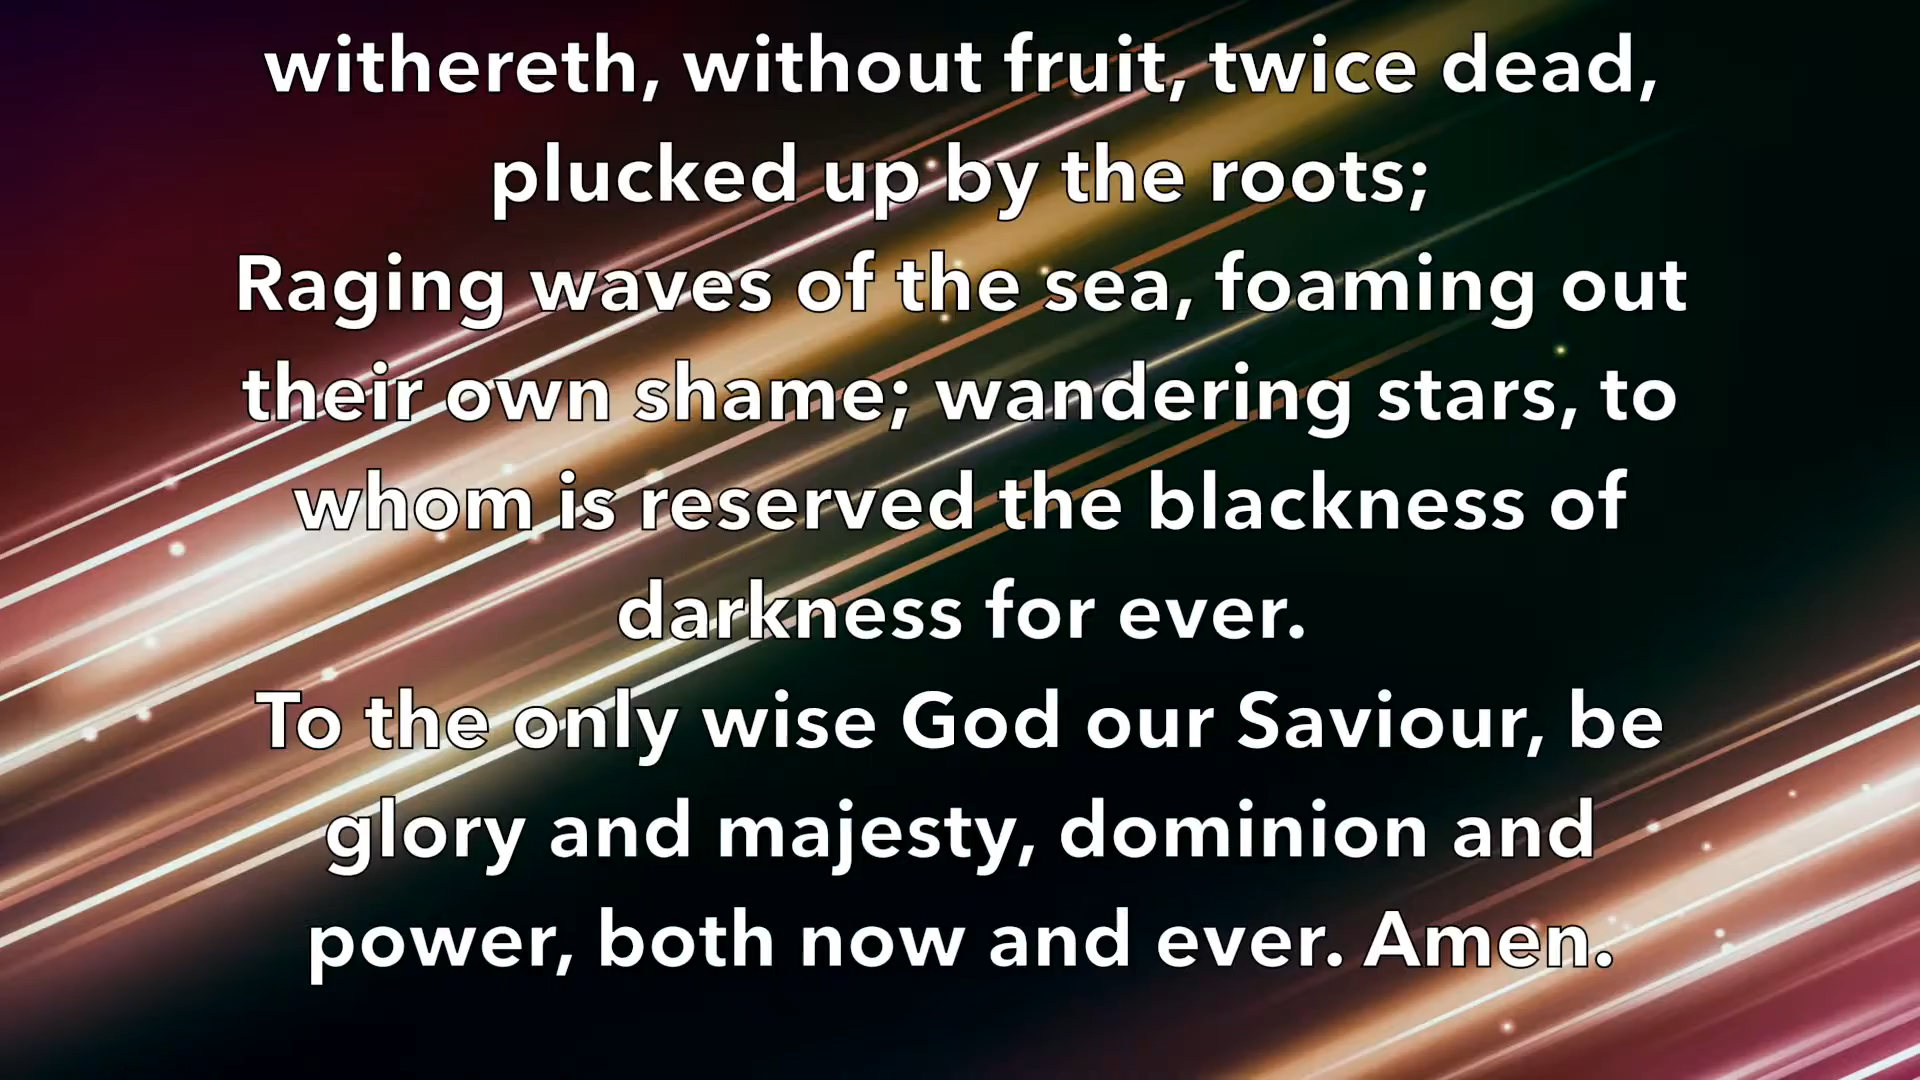 withereth, without fruit, twice dead,
plucked up by the roots;
Raging waves of the sea, foaming out
their own shame; wandering stars, to
whom is reserved the blackness of
darkness for ever.
To the only wise God our Saviour, be
glory and majesty, dominion and
power, both now and ever. Amen.